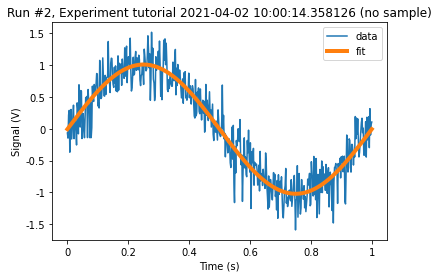 Run #2, Experiment tutorial 2021-04-02 10:00:14.358126 (no sample)
data
fit
Signal (V)
1.5
1
0.5
0
-0.5
-1
-1.5
0 0.2 0.4 0.6 0.8 1
Time (s)